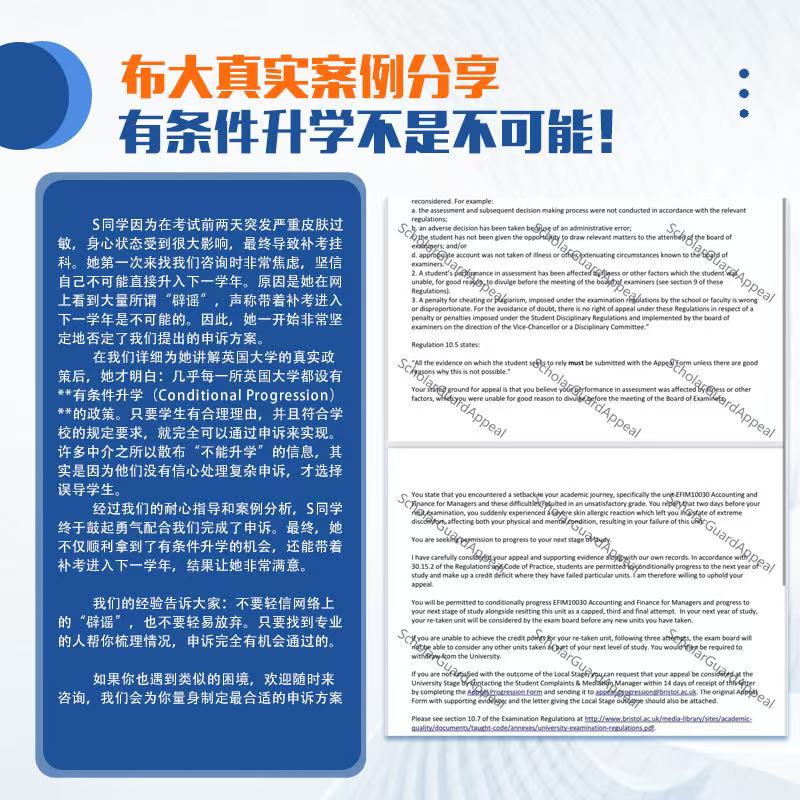 布大真实案例分享
有条件升学不是不可能!
S同学因为在考试前两天突发严重皮肤过
敏，身心状态受到很大影响，最终导致补考挂
科。她第一次来找我们咨询时非常焦虑，坚信
自己不可能直接升入下一学年。原因是她在网
上看到大量所谓“辟谣”，声称带着补考进入
下一学年是不可能的。因此，她一开始非常坚
定地否定了我们提出的申诉方案。
在我们详细为她讲解英国大学的真实政
策后，她才明白：几乎每一所英国大学都设有
**有条件升学（Conditional Progression）
**的政策。只要学生有合理理由，并且符合学
校的规定要求，就完全可以通过申诉来实现。
许多中介之所以散布“不能升学”的信息，其
实是因为他们没有信心处理复杂申诉，才选择
误导学生。
经过我们的耐心指导和案例分析，S同学
终于鼓起勇气配合我们完成了申诉。最终，她
不仅顺利拿到了有条件升学的机会，还能带着
补考进入下一学年，结果让她非常满意。
我们的经验告诉大家：不要轻信网络上
的“辟谣”，也不要轻易放弃。只要找到专业
的人帮你梳理情况，申诉完全有机会通过的。
如果你也遇到类似的困境，欢迎随时来
咨询，我们会为你量身制定最合适的申诉方案
reconsidered. For example:
a. the assessment and subsequent decision making process were not conducted in accordance with the relevant
regulations;
b. an adverse decision has been taken because of an administrative error;
c. the student has not been given the opportunity to draw relevant matters to the attention of the board of
examiners; and/or
d. appropriate account was not taken of illness or other extenuating circumstances known to the board of
examiners.
2. A student's performance in assessment has been affected by illness or other factors which the student was
unable, for good reason, to divulge before the meeting of the board of examiners (see section 9 of these
Regulations).
3. A penalty for cheating or plagiarism, imposed under the examination regulations by the school or faculty is wrong
or disproportionate. For the avoidance of doubt, there is no right of appeal under these Regulations in respect of a
penalty or penalties imposed under the Student Disciplinary Regulations and implemented by the board of
examiners on the direction of the Vice-Chancellor or a Disciplinary Committee."
Regulation 10.5 states:
"All the evidence on which the student seeks to rely must be submitted with the Appeal Form unless there are good
reasons why this is not possible."
Your stated ground for appeal is that you believe your performance in assessment was affected by illness or other
factors, which you were unable for good reason to divulge before the meeting of the Board of Examiners.
You state that you encountered a setback in your academic journey, specifically the unit EFIM10030 Accounting and
Finance for Managers and these difficulties resulted in an unsatisfactory grade. You report that two days before your
resit examination, you suddenly experienced a severe skin allergic reaction which left you in a state of extreme
discomfort, affecting both your physical and mental condition, resulting in your failure of this unit.
You are seeking permission to progress to your next stage of study.
I have carefully considered your appeal and supporting evidence along with our own records. In accordance with
30.15.2 of the Regulations and Code of Practice, students are permitted to conditionally progress to the next year of
study and make up a credit deficit where they have failed particular units. I am therefore willing to uphold your
appeal.
You will be permitted to conditionally progress EFIM10030 Accounting and Finance for Managers and progress to
your next stage of study alongside resitting this unit as a capped, third and final attempt. In your next year of study,
your re-taken unit will be considered by the exam board before any new units you have taken.
If you are unable to achieve the credit points for your re-taken unit, following three attempts, the exam board will
not be able to consider any other units taken as part of your next level of study. You would then be required to
withdraw from the University.
If you are not satisfied with the outcome of the Local Stage, you can request that your appeal be considered at the
University Stage by contacting the Student Complaints & Mediation Manager within 14 days of receipt of this letter
by completing the Appeal Progression Form and sending it to appeal-progression@bristol.ac.uk. The original Appeal
Form with supporting evidence and the letter giving the Local Stage outcome should also be attached.
Please see section 10.7 of the Examination Regulations at http://www.bristol.ac.uk/media-library/sites/academic-
quality/documents/taught-code/annexes/university-examination-regulations.pdf.
ScholarGuardAppeal
ScholarGuardAppeal
ScholarGuardAppeal
ScholarGuardAppeal
ScholarGuardAppeal
ScholarGuardAppeal
ScholarGuardAppeal
ScholarGuardAppeal
ScholarGuardAppeal
ScholarGuardAppeal
ScholarGuardAppeal
ScholarGuardAppeal